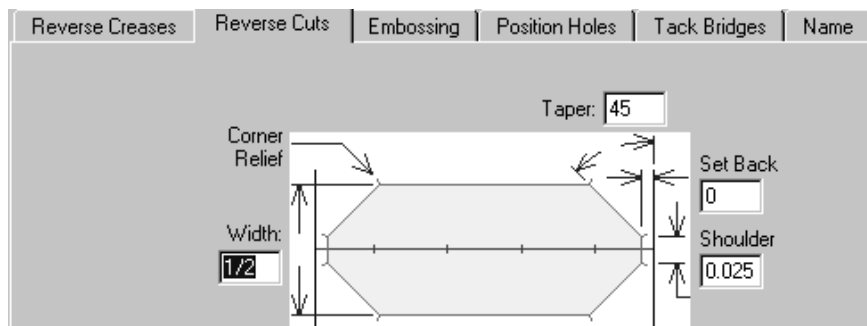 Reverse Creases Reverse Cuts Embossing Position Holes Tack Bridges Name
Taper: 45
Corner
Relief
Set Back
0
Width:
1/2
Shoulder
0.025